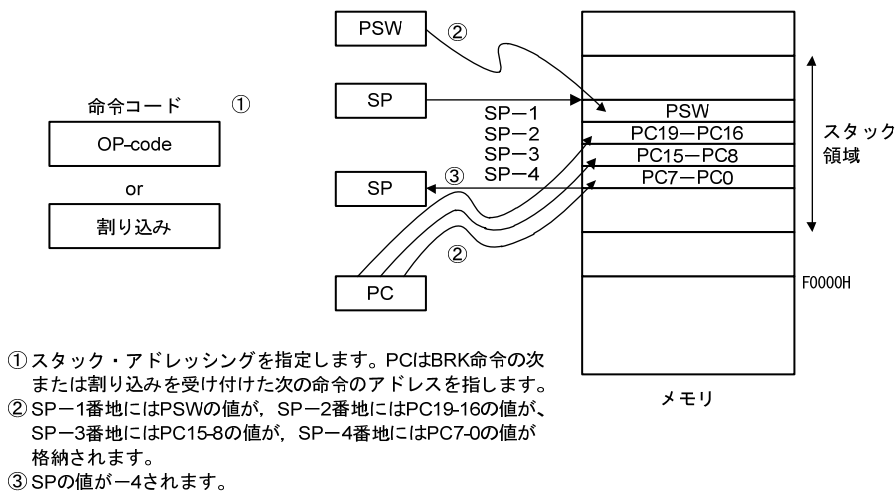 PSW
②
命令コード ①
OP-code
or
割り込み
SP
SP－1
SP－2
SP－3
SP－4
③
SP
②
PC
PSW
PC19－PC16
PC15－PC8
PC7－PC0
スタック
領域
F0000H
メモリ
① スタック・アドレッシングを指定します。PCはBRK命令の次
または割り込みを受け付けた次の命令のアドレスを指します。
② SP－1番地にはPSWの値が，SP－2番地にはPC19-16の値が、
SP－3番地にはPC15-8の値が，SP－4番地にはPC7-0の値が
格納されます。
③ SPの値が－4されます。